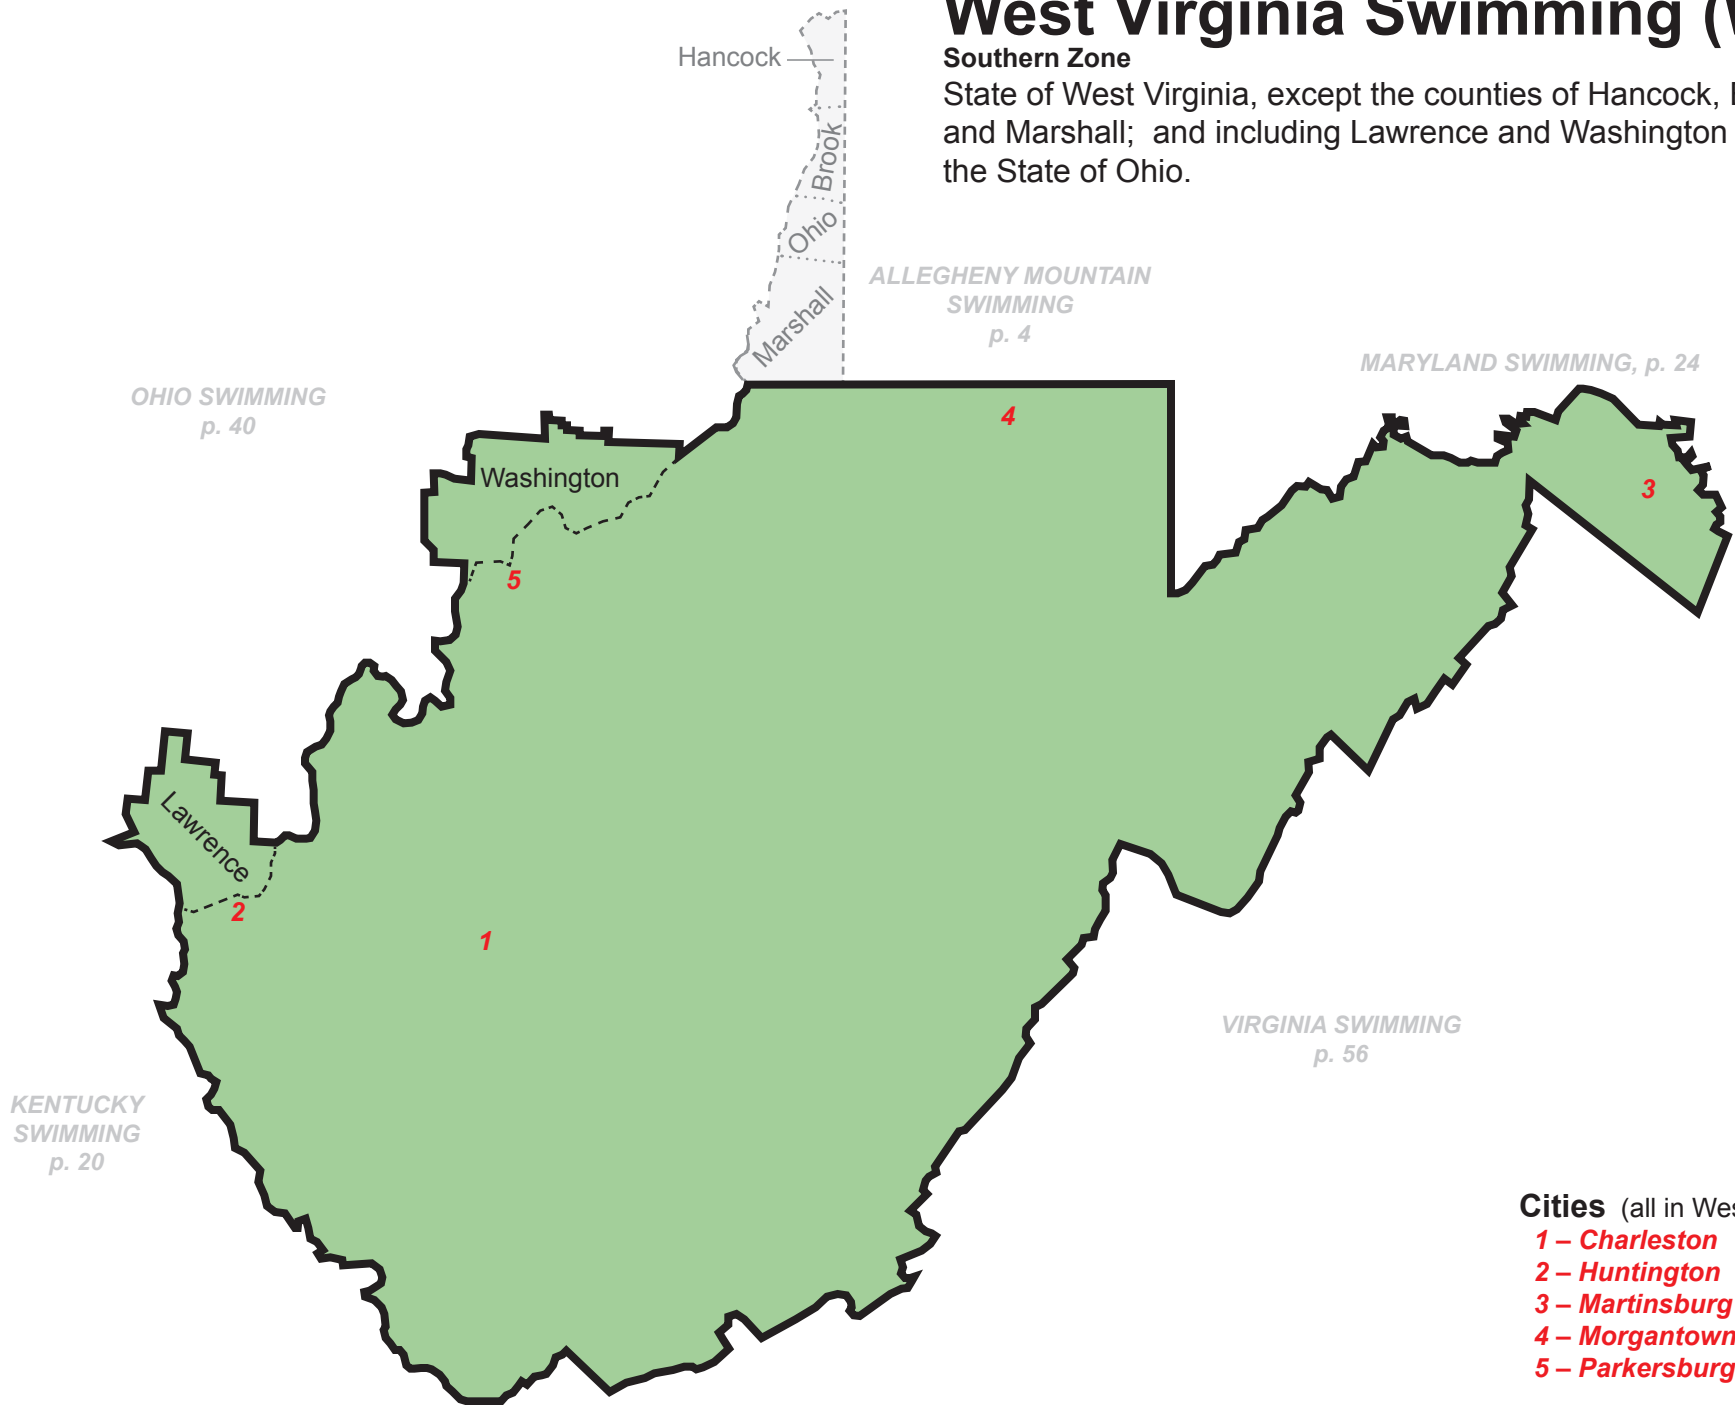 West Virginia Swimming (
Southern Zone
State of West Virginia, except the counties of Hancock,
and Marshall;  and including Lawrence and Washington
the State of Ohio.
Hancock
Brook
Ohio
Marshall
ALLEGHENY MOUNTAIN
SWIMMING
p. 4
MARYLAND SWIMMING, p. 24
OHIO SWIMMING
p. 40
4
3
Washington
5
Lawrence
2
1
VIRGINIA SWIMMING
p. 56
KENTUCKY
SWIMMING
p. 20
Cities (all in
1 – Charleston
2 – Huntington
3 – Martinsburg
4 – Morgantown
5 – Parkersburg